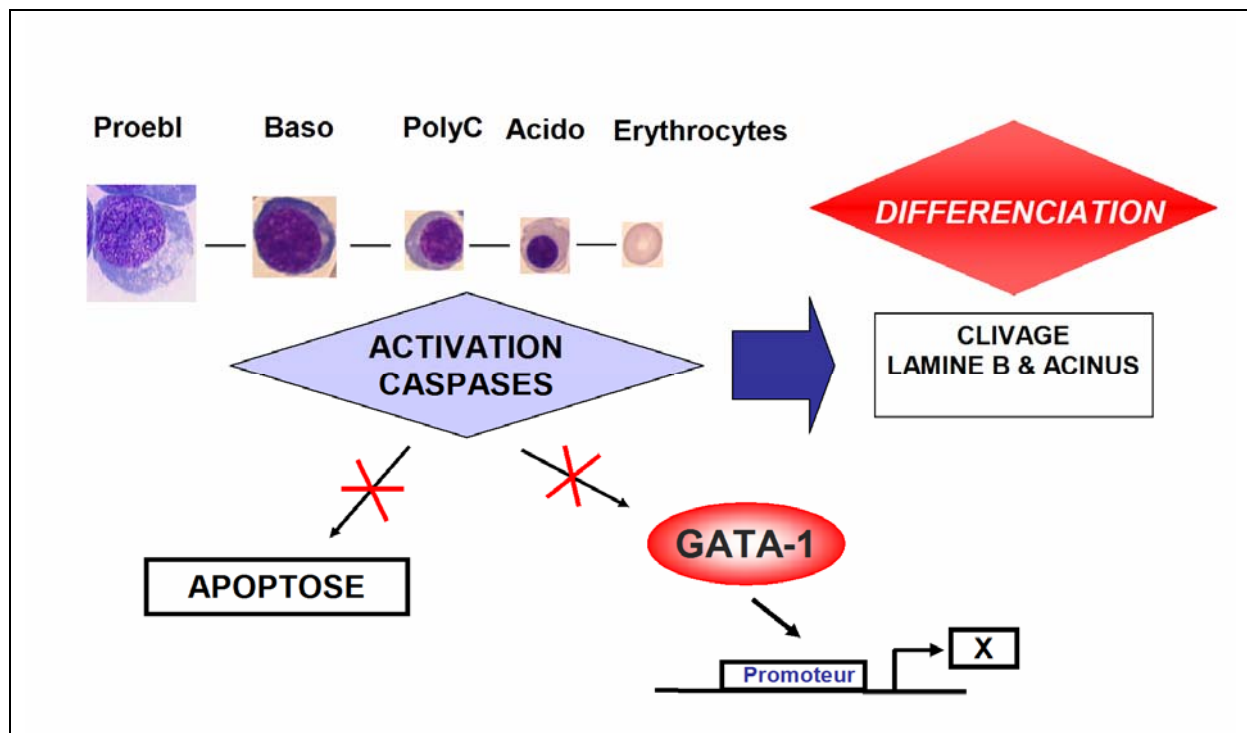 Proebl Baso PolyC Acido Erythrocytes
DIFFERENCIATION
ACTIVATION
CASPASES
CLIVAGE
LAMINE B & ACINUS
GATA-1
APOPTOSE
X
Promoteur